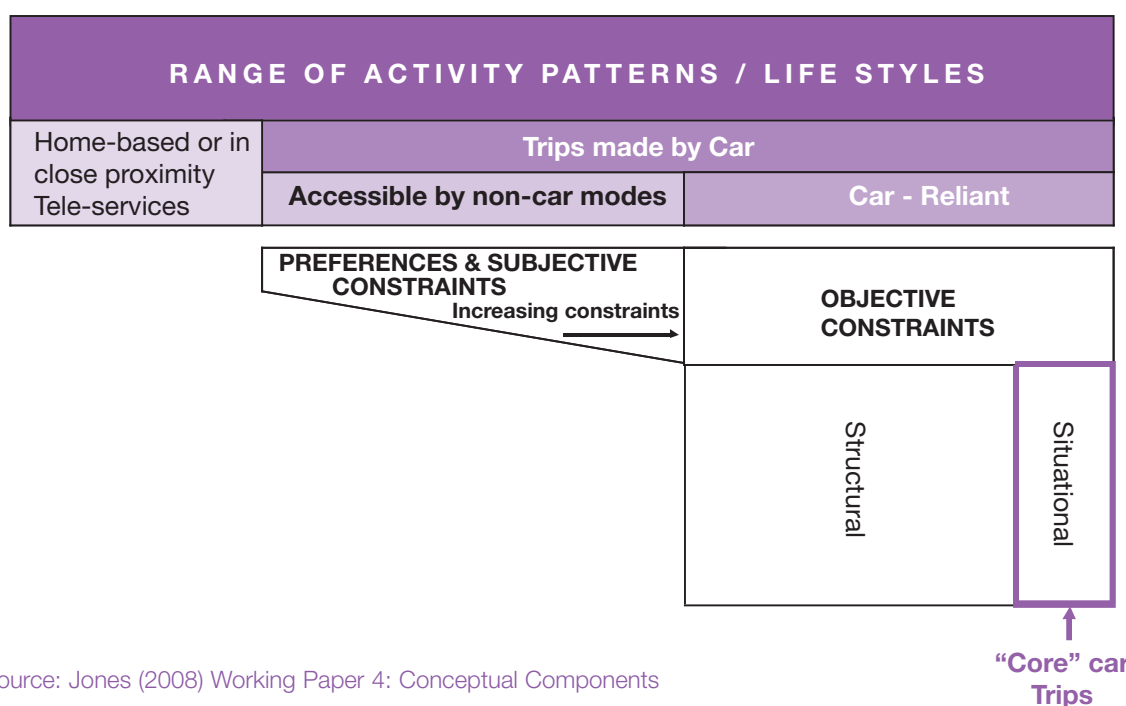 RANGE OF ACTIVITY PATTERNS / LIFE STYLES
Home-based or in
close proximity
Tele-services
Trips made by Car
Accessible by non-car modes
Car - Reliant
PREFERENCES & SUBJECTIVE
CONSTRAINTS
Increasing constraints
OBJECTIVE
CONSTRAINTS
Structural
Situational
“Core” car
Trips
ource: Jones (2008) Working Paper 4: Conceptual Components